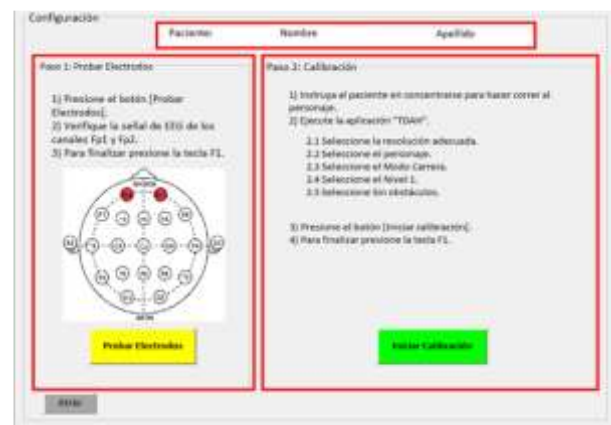 Configuración
Paciente: Nombre Apellido
Paso 1: Probar Electrodos
1) Presione el botón [Probar
Electrodos].
2) Verifique la señal de EEG de los
canales Fp1 y Fp2.
3) Para finalizar presione la tecla F1.
Probar Electrodos
Paso 2: Calibración
1) Instruya al paciente en concentrarse para hacer correr al
personaje.
2) Ejecute la aplicación "TDAH".
2.1 Seleccione la resolución adecuada.
2.2 Seleccione el personaje.
2.3 Seleccione el Modo Carrera.
2.4 Seleccione el Nivel 1.
2.5 Seleccione Sin obstáculos.
3) Presione el botón [Iniciar calibración].
4) Para finalizar presione la tecla F1.
Iniciar Calibración
Atrás